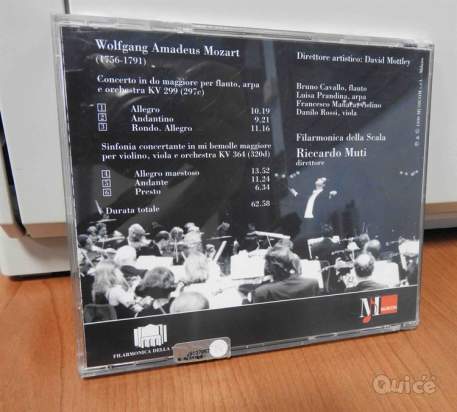 Wolfgang Amadeus Mozart
(1756-1791)
Concerto in do maggiore per flauto, arpa
e orchestra KV 299 (297c)
1 Allegro 10.19
2 Andantino 9.21
3 Rondo. Allegro 11.16
Sinfonia concertante in mi bemolle maggiore
per violino, viola e orchestra KV 364 (320d)
4 Allegro maestoso 13.52
5 Andante 11.24
6 Presto 6.34
Durata totale 62.58
Direttore artistico: David Mottley
Bruno Cavallo, flauto
Luisa Prandina, arpa
Francesco Manara, violino
Danilo Rossi, viola
Filarmonica della Scala
Riccardo Muti
direttore
FILARMONICA DELLA
Quiċė